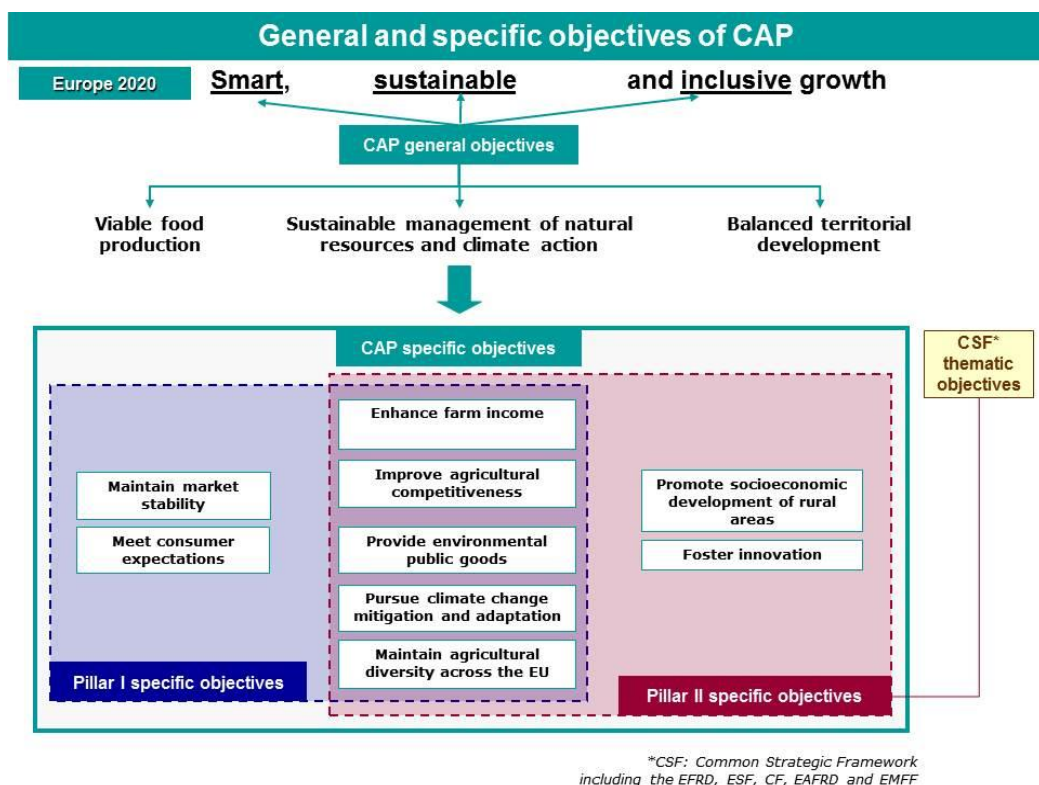 General and specific objectives of CAP
Europe 2020
Smart, sustainable and inclusive growth
CAP general objectives
Viable food
production
Sustainable management of natural
resources and climate action
Balanced territorial
development
CAP specific objectives
CSF*
thematic
objectives
Enhance farm income
Improve agricultural
competitiveness
Provide environmental
public goods
Pursue climate change
mitigation and adaptation
Maintain agricultural
diversity across the EU
Maintain market
stability
Meet consumer
expectations
Promote socioeconomic
development of rural
areas
Foster innovation
Pillar I specific objectives
Pillar II specific objectives
*CSF: Common Strategic Framework
including the EFRD, ESF, CF, EAFRD and EMFF